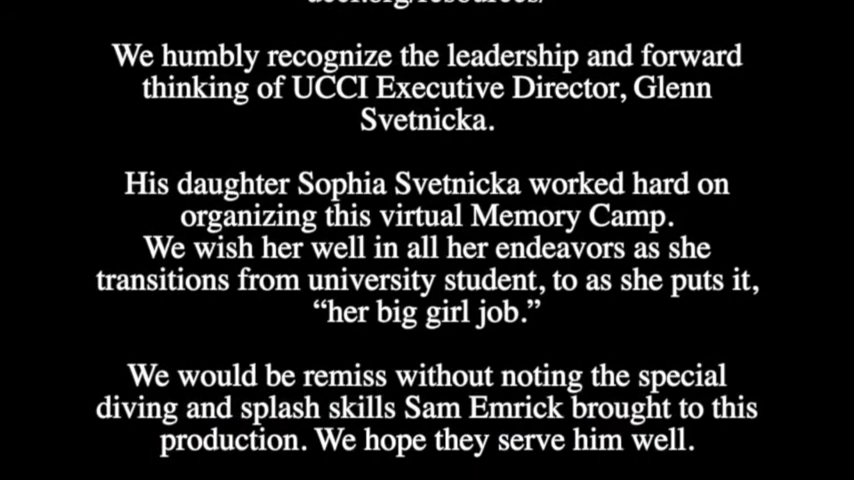 We humbly recognize the leadership and forward
thinking of UCCI Executive Director, Glenn
Svetnicka.
His daughter Sophia Svetnicka worked hard on
organizing this virtual Memory Camp.
We wish her well in all her endeavors as she
transitions from university student, to as she puts it,
“her big girl job.”
We would be remiss without noting the special
diving and splash skills Sam Emrick brought to this
production. We hope they serve him well.